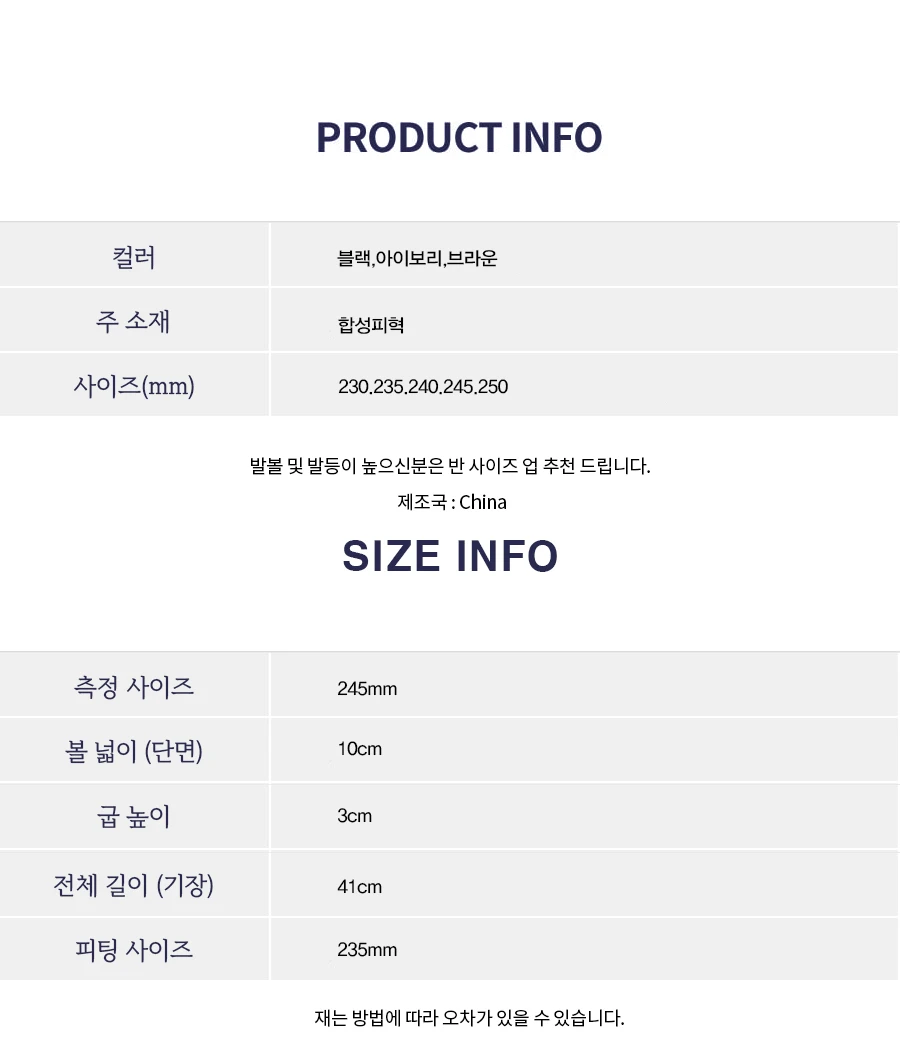 PRODUCT INFO
컬러 블랙,아이보리,브라운
주 소재 합성피혁
사이즈(mm) 230.235.240.245.250
발볼 및 발등이 높으신분은 반 사이즈 업 추천 드립니다.
제조국 : China
SIZE INFO
측정 사이즈 245mm
볼 넓이 (단면) 10cm
굽 높이 3cm
전체 길이 (기장) 41cm
피팅 사이즈 235mm
재는 방법에 따라 오차가 있을 수 있습니다.